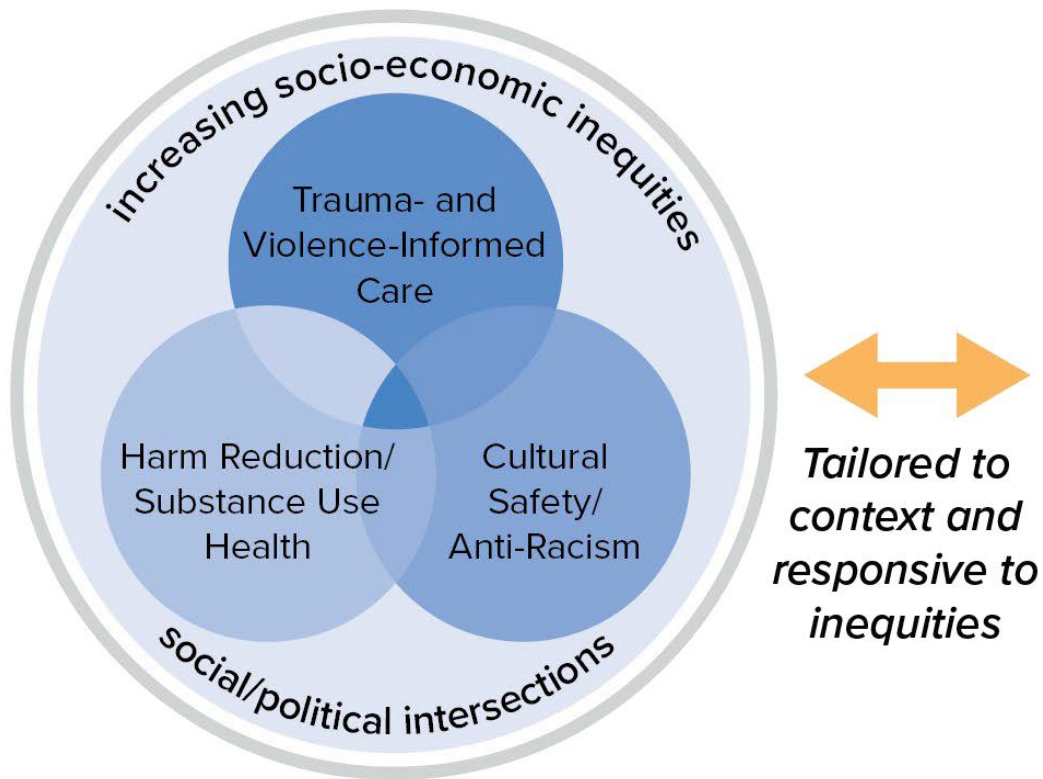 increasing socio-economic inequities
Trauma- and
Violence-Informed
Care
Harm Reduction/
Substance Use
Health
Cultural
Safety/
Anti-Racism
social/political intersections
Tailored to
context and
responsive to
inequities